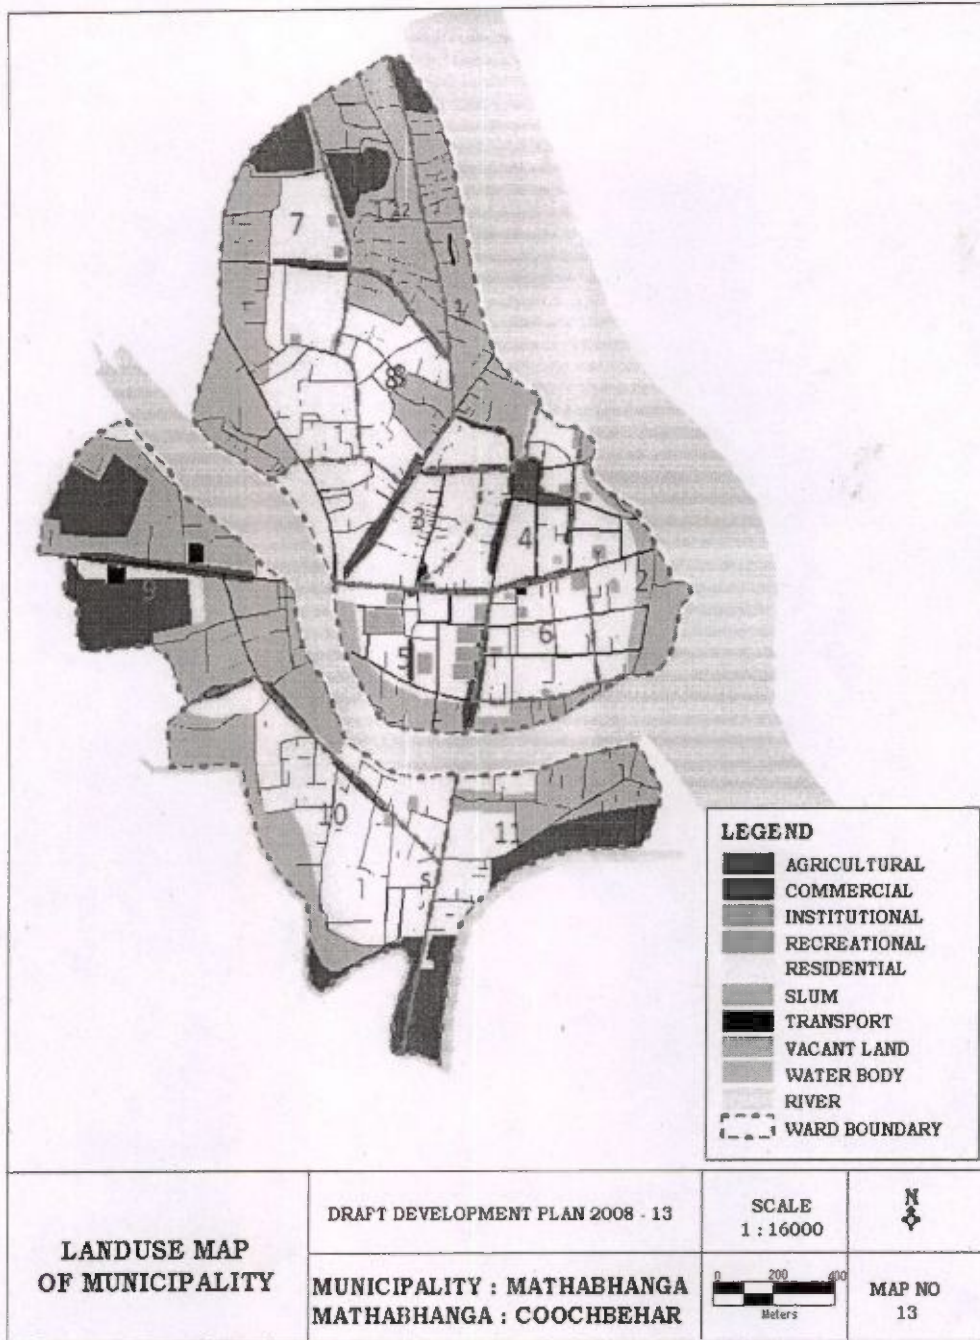 7
12
1
8
3
4
2
9
5
6
10
11
S
LEGEND
AGRICULTURAL
COMMERCIAL
INSTITUTIONAL
RECREATIONAL
RESIDENTIAL
SLUM
TRANSPORT
VACANT LAND
WATER BODY
RIVER
WARD BOUNDARY
LANDUSE MAP
OF MUNICIPALITY
DRAFT DEVELOPMENT PLAN 2008 - 13
MUNICIPALITY : MATHABHANGA
MATHABHANGA : COOCHBEHAR
SCALE
1 : 16000
0 200 400
Meters
N
MAP NO
13